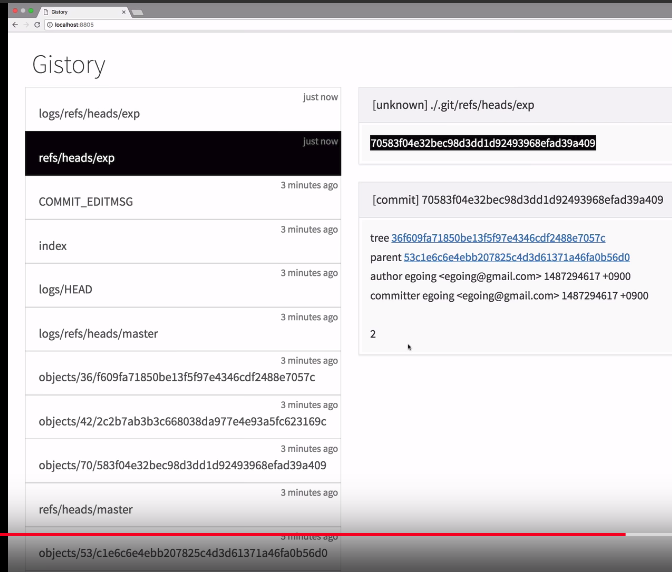 Gistory
localhost:8805
Gistory
just now
logs/refs/heads/exp
just now
refs/heads/exp
3 minutes ago
COMMIT_EDITMSG
3 minutes ago
index
3 minutes ago
logs/HEAD
3 minutes ago
logs/refs/heads/master
3 minutes ago
objects/36/f609fa71850be13f5f97e4346cdf2488e7057c
3 minutes ago
objects/42/2c2b7ab3b3c668038da977e4e93a5fc623169c
3 minutes ago
objects/70/583f04e32bec98d3dd1d92493968efad39a409
3 minutes ago
refs/heads/master
3 minutes ago
objects/53/c1e6c6e4ebb207825c4d3d61371a46fa0b56d0
[unknown] ./.git/refs/heads/exp
70583f04e32bec98d3dd1d92493968efad39a409
[commit] 70583f04e32bec98d3dd1d92493968efad39a409
tree 36f609fa71850be13f5f97e4346cdf2488e7057c
parent 53c1e6c6e4ebb207825c4d3d61371a46fa0b56d0
author egoing <egoing@gmail.com> 1487294617 +0900
committer egoing <egoing@gmail.com> 1487294617 +0900
2